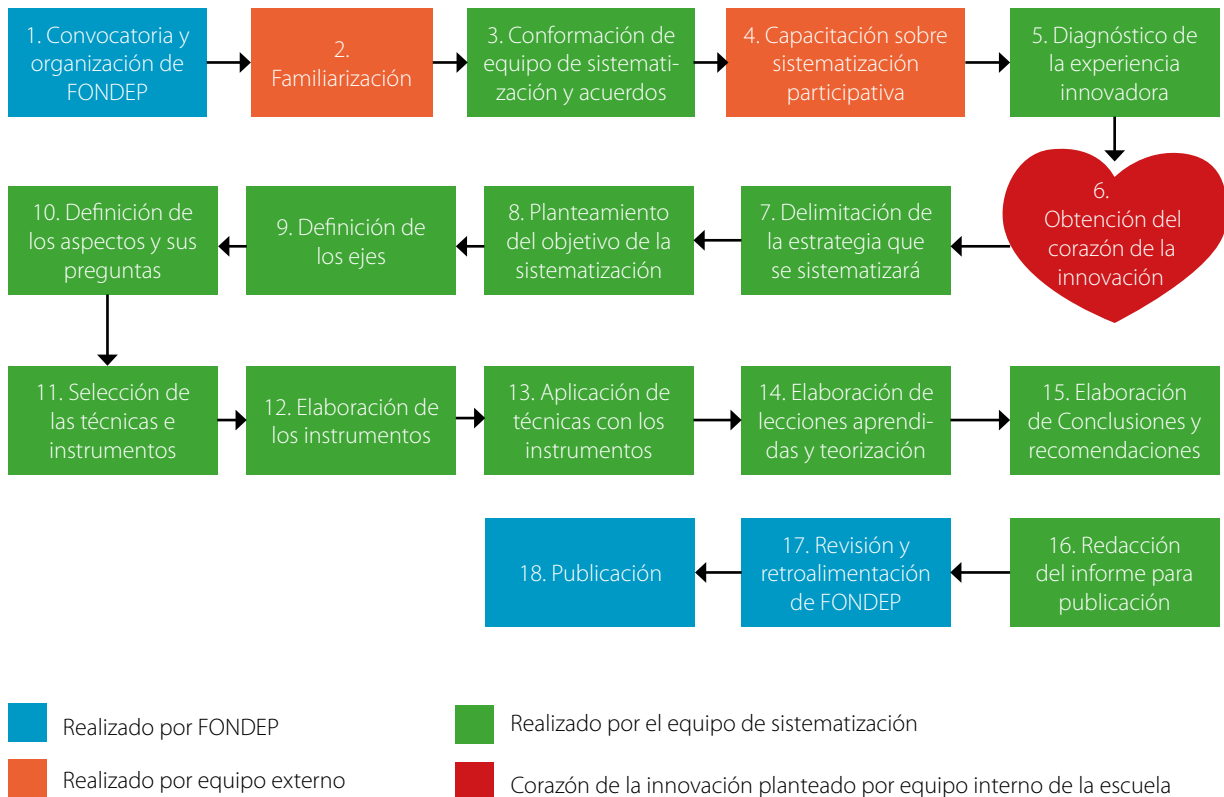 1. Convocatoria y
organización de
FONDEP
2.
Familiarización
3. Conformación de
equipo de sistemati-
zación y acuerdos
4. Capacitación sobre
sistematización
participativa
5. Diagnóstico de
la experiencia
innovadora
6.
Obtención del
corazón de la
innovación
7. Delimitación de
la estrategia que
se sistematizará
8. Planteamiento
del objetivo de la
sistematización
9. Definición de
los ejes
10. Definición de
los aspectos y sus
preguntas
11. Selección de
las técnicas e
instrumentos
12. Elaboración de
los instrumentos
13. Aplicación de
técnicas con los
instrumentos
14. Elaboración de
lecciones aprendi-
das y teorización
15. Elaboración
de Conclusiones y
recomendaciones
16. Redacción
del informe para
publicación
17. Revisión y
retroalimentación
de FONDEP
18. Publicación
Realizado por FONDEP
Realizado por equipo externo
Realizado por el equipo de sistematización
Corazón de la innovación planteado por equipo interno de la escuela